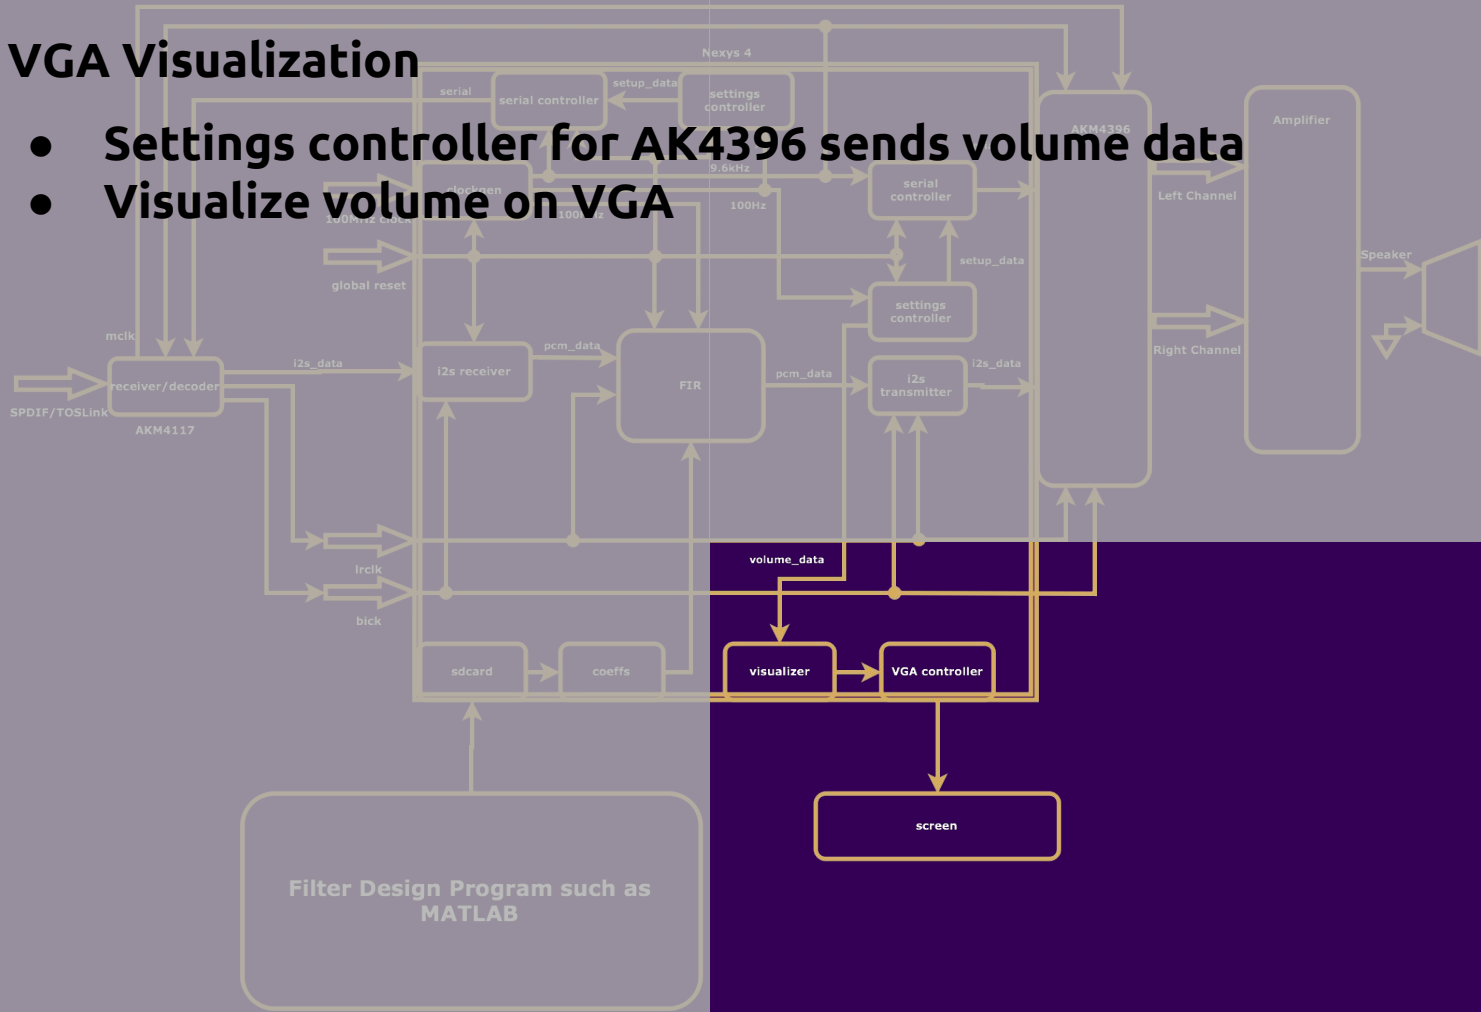 VGA Visualization
● Settings controller for AK4396 sends volume data
● Visualize volume on VGA
Nexys 4
serial
serial controller
setup_data
settings
controller
AKM4396
Amplifier
clockgen
9.6kHz
100Hz
100MHz clock
serial
controller
Left Channel
global reset
setup_data
Speaker
settings
controller
mclk
i2s_data
pcm_data
i2s receiver
FIR
pcm_data
i2s
transmitter
i2s_data
Right Channel
receiver/decoder
SPDIF/TOSLink
AKM4117
lrclk
bick
volume_data
sdcard
coeffs
visualizer
VGA controller
screen
Filter Design Program such as
MATLAB